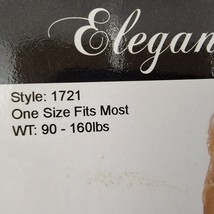 Elegan
Style: 1721
One Size Fits Most
WT: 90 - 160lbs